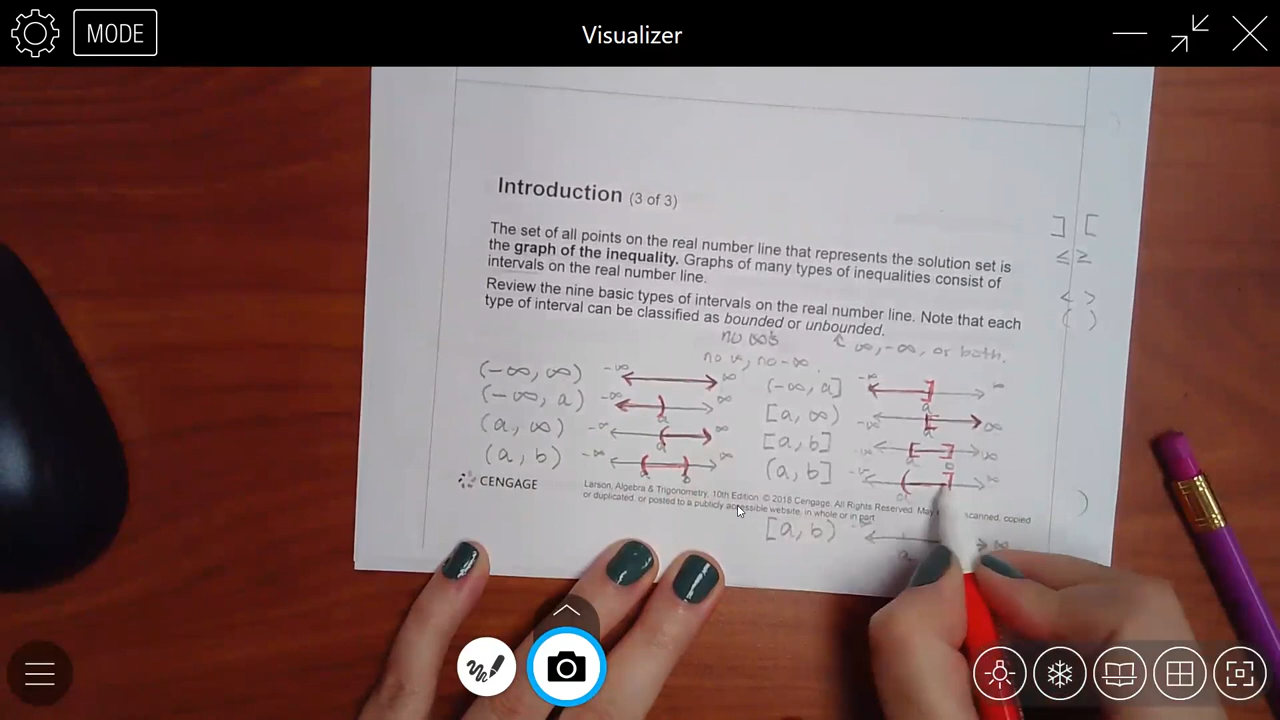 MODE
Visualizer
Introduction (3 of 3)
The set of all points on the real number line that represents the solution set is
the graph of the inequality. Graphs of many types of inequalities consist of
intervals on the real number line.
Review the nine basic types of intervals on the real number line. Note that each
type of interval can be classified as bounded or unbounded.
] [
≤ ≥
< >
( )
no ∞'s
∞, -∞, or both.
no ∞, no -∞
(-∞, ∞) -∞ ∞
(-∞, a) -∞ a ∞
(a, ∞) -∞ a ∞
(a, b) -∞ a b ∞
(-∞, a] -∞ a ∞
[a, ∞) -∞ a ∞
[a, b] -∞ a b ∞
(a, b] -∞ a b ∞
[a, b) -∞ a ∞
)
CENGAGE
Larson, Algebra & Trigonometry, 10th Edition. © 2018 Cengage. All Rights Reserved. May scanned, copied
or duplicated, or posted to a publicly accessible website, in whole or in part